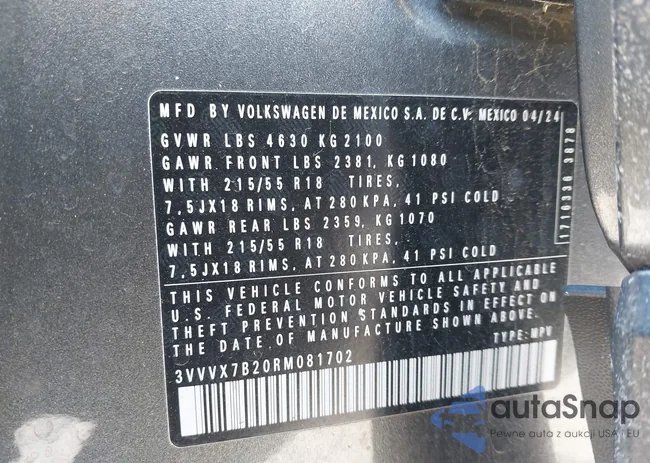 MFD BY VOLKSWAGEN DE MEXICO S.A. DE C.V. MEXICO 04/24
GVWR LBS 4630 KG 2100
GAWR FRONT LBS 2381, KG 1080
WITH 215/55 R18 TIRES,
7,5JX18 RIMS, AT 280 KPA, 41 PSI COLD
GAWR REAR LBS 2359, KG 1070
WITH 215/55 R18 TIRES,
7,5JX18 RIMS, AT 280 KPA, 41 PSI COLD
THIS VEHICLE CONFORMS TO ALL APPLICABLE
U.S. FEDERAL MOTOR VEHICLE SAFETY AND
THEFT PREVENTION STANDARDS IN EFFECT ON
THE DATE OF MANUFACTURE SHOWN ABOVE.
TYPE: MPV
3VVVX7B20RM081702
1716336 3878
autaSnap
Pewne auta z aukcji USA i EU